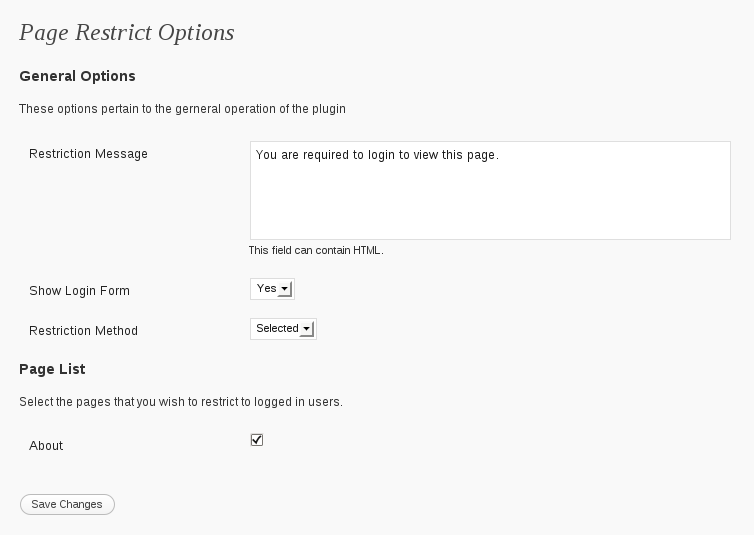 Page Restrict Options
General Options
These options pertain to the gerneral operation of the plugin
Restriction Message
You are required to login to view this page.
This field can contain HTML.
Show Login Form
Yes
Restriction Method
Selected
Page List
Select the pages that you wish to restrict to logged in users.
About
Save Changes